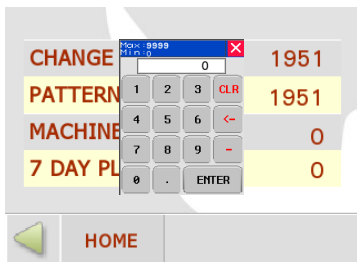 CHANGE 1951
PATTERN 1951
MACHINE 0
7 DAY PL 0
Max:9999
Min:0
0
1 2 3 CLR
4 5 6 <-
7 8 9 -
0 . ENTER
HOME